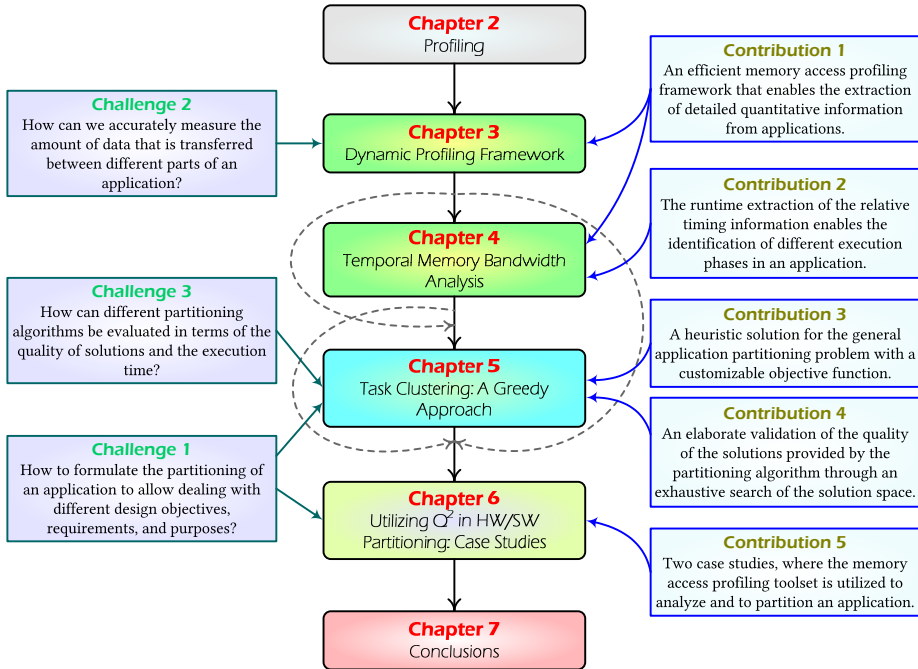 Chapter 2
Profiling
Contribution 1
An efficient memory access profiling
framework that enables the extraction
of detailed quantitative information
from applications.
Challenge 2
How can we accurately measure the
amount of data that is transferred
between different parts of an
application?
Chapter 3
Dynamic Profiling Framework
Contribution 2
The runtime extraction of the relative
timing information enables the
identification of different execution
phases in an application.
Chapter 4
Temporal Memory Bandwidth
Analysis
Challenge 3
How can different partitioning
algorithms be evaluated in terms of the
quality of solutions and the execution
time?
Contribution 3
A heuristic solution for the general
application partitioning problem with a
customizable objective function.
Chapter 5
Task Clustering: A Greedy
Approach
Contribution 4
An elaborate validation of the quality
of the solutions provided by the
partitioning algorithm through an
exhaustive search of the solution space.
Challenge 1
How to formulate the partitioning of
an application to allow dealing with
different design objectives,
requirements, and purposes?
Chapter 6
Utilizing Q² in HW/SW
Partitioning: Case Studies
Contribution 5
Two case studies, where the memory
access profiling toolset is utilized to
analyze and to partition an application.
Chapter 7
Conclusions